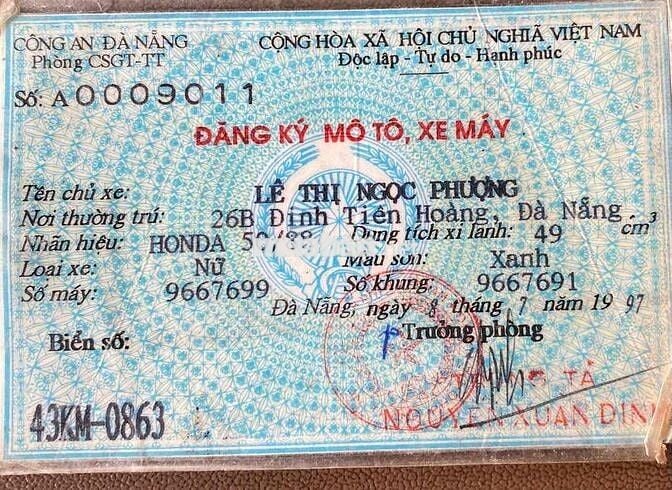 CÔNG AN ĐÀ NẴNG
Phòng CSGT-TT
CỘNG HÒA XÃ HỘI CHỦ NGHĨA VIỆT NAM
Độc lập - Tự do - Hạnh phúc
Số: A0009011
ĐĂNG KÝ MÔ TÔ, XE MÁY
Tên chủ xe: LÊ THỊ NGỌC PHƯỢNG
Nơi thường trú: 26B Đinh Tiên Hoàng, Đà Nẵng
Nhãn hiệu: HONDA Dung tích xi lanh: 49 cm³
Loại xe: Nữ Màu sơn: Xanh
Số máy: 9667699 Số khung: 9667691
Đà Nẵng, ngày 8 tháng 7 năm 1997
Biển số: Trưởng phòng
43KM-0863
NGUYỄN XUÂN DINH